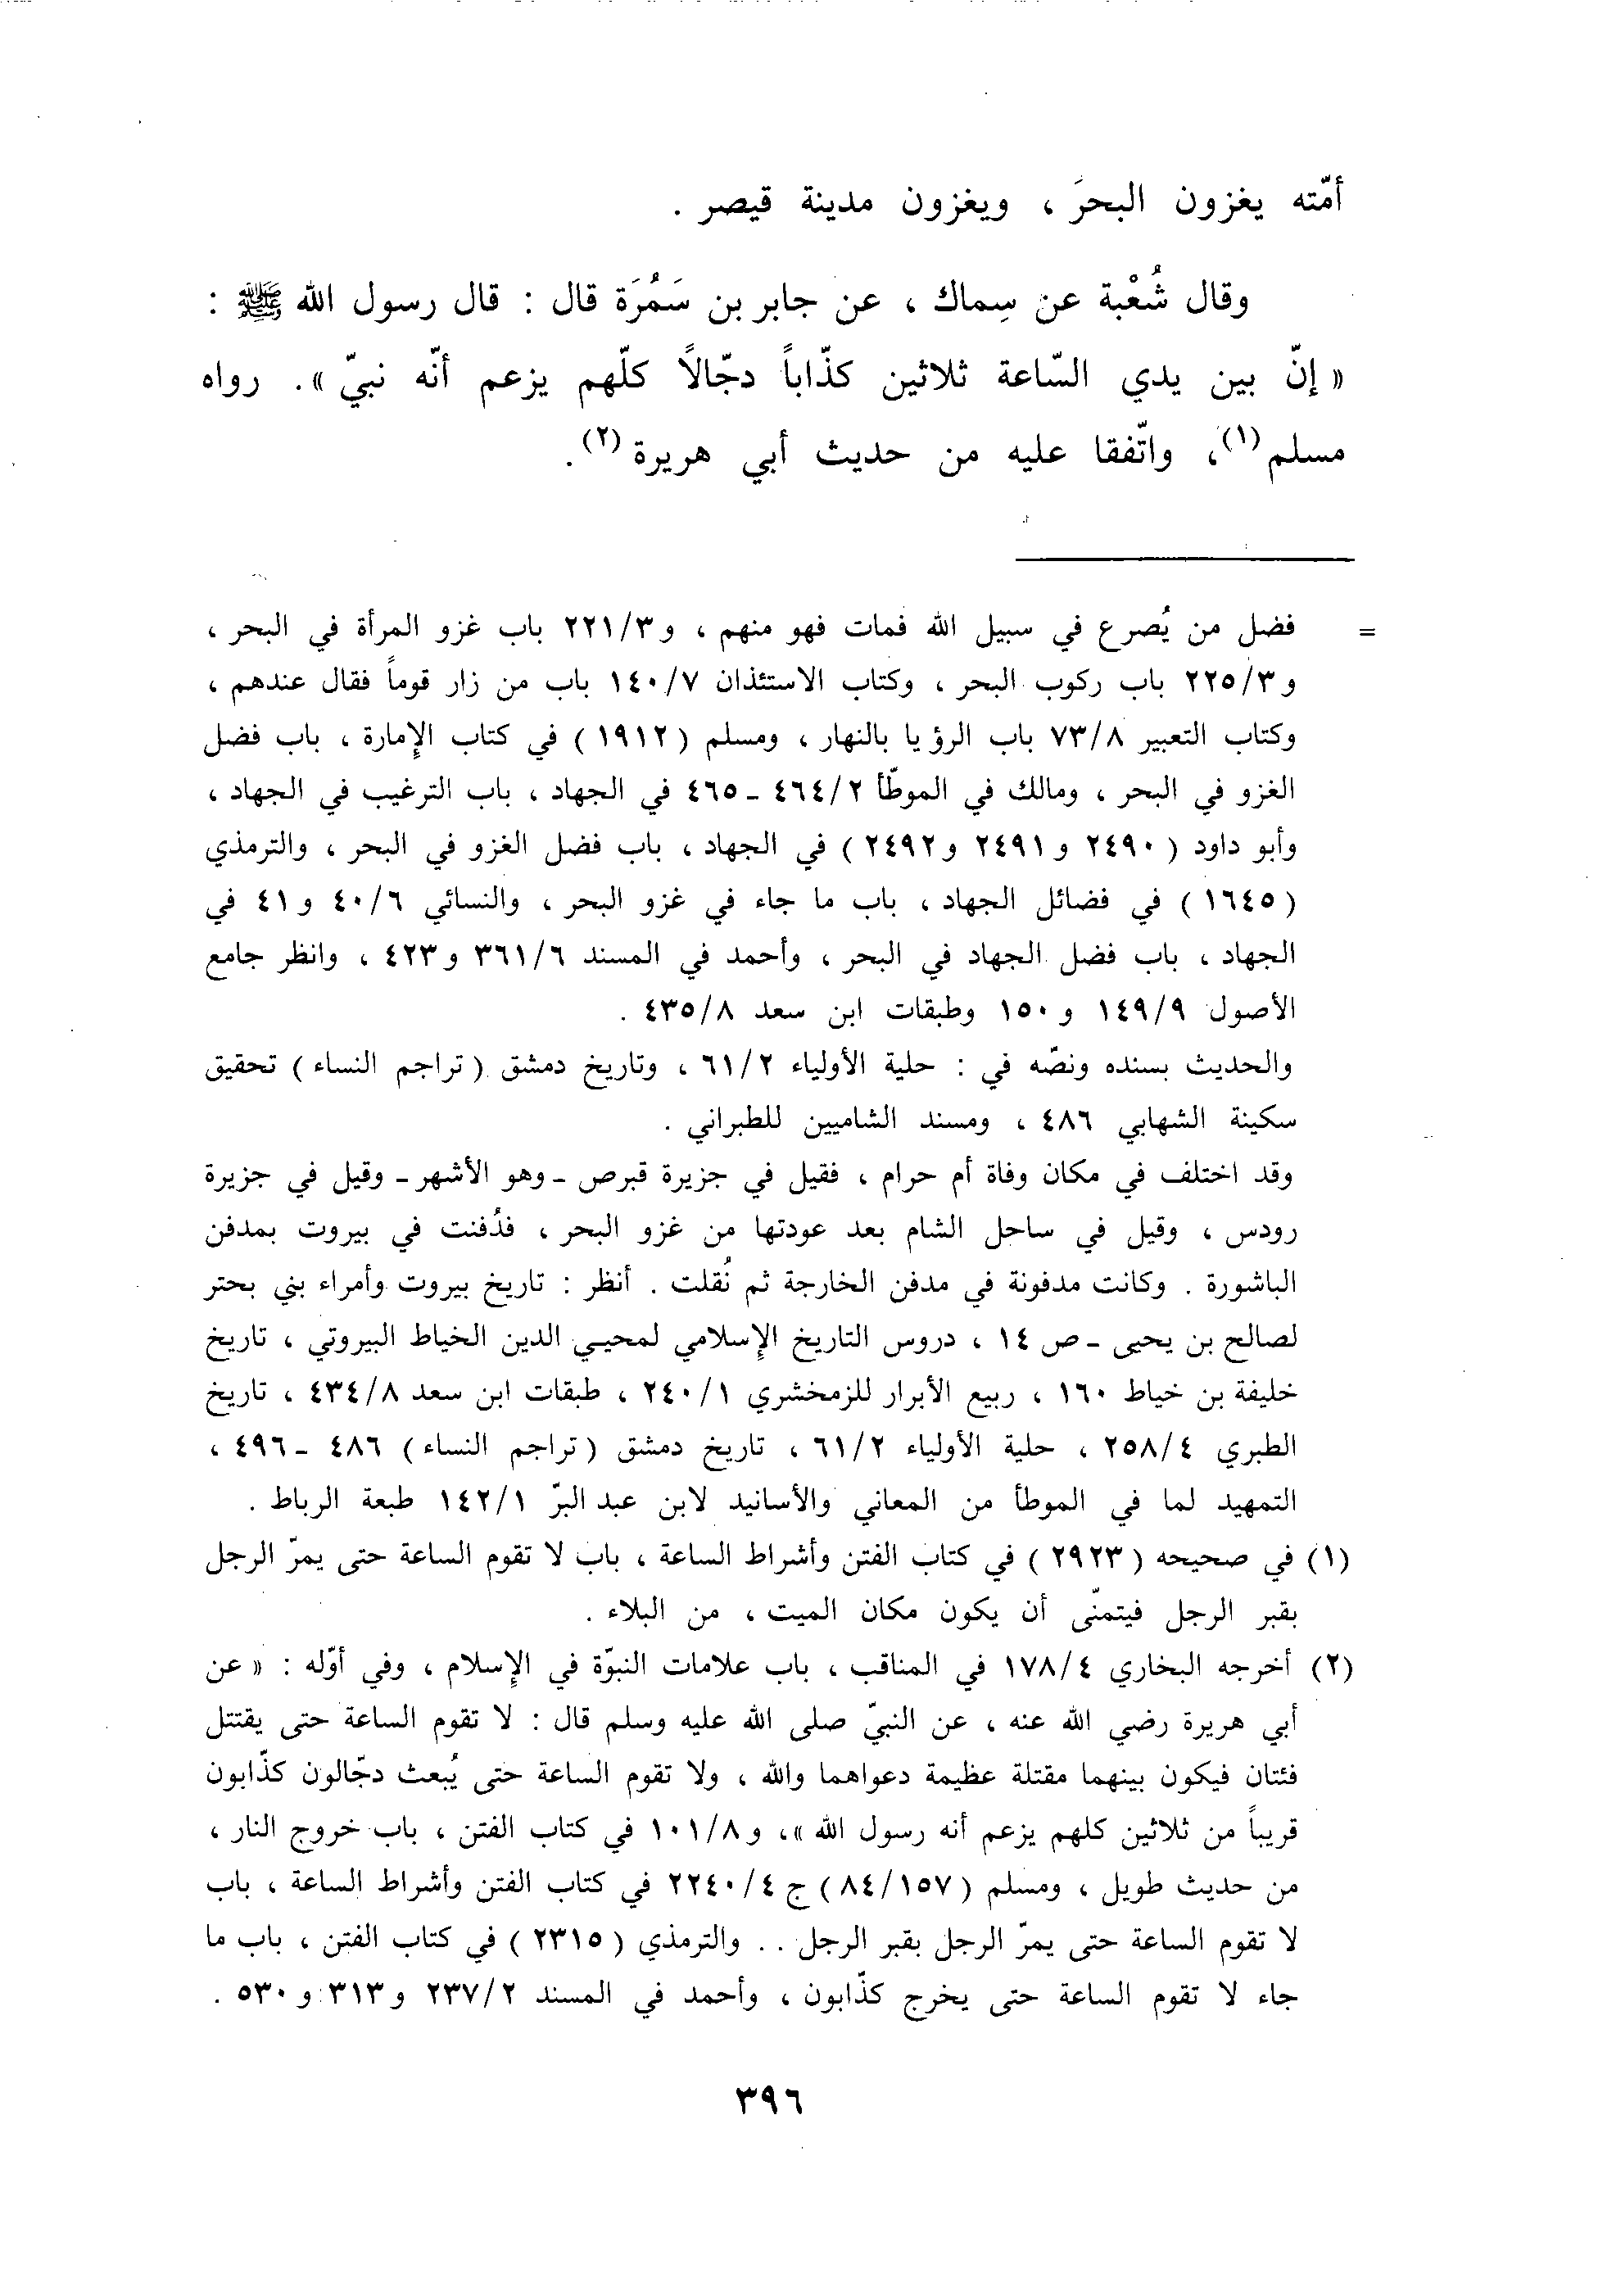 أمّته يغزون البحرَ ، ويغزون مدينة قيصر .
وقال شُعْبة عن سِماك ، عن جابر بن سَمُرَة قال : قال رسول الله ﷺ :
« إنّ بين يدي السّاعة ثلاثين كذّاباً دجّالاً كلّهم يزعم أنّه نبيّ ». رواه
مسلم(١)، واتّفقا عليه من حديث أبي هريرة(٢).
= فضل من يُصرع في سبيل الله فمات فهو منهم ، و٢٢١/٣ باب غزو المرأة في البحر ،
و٢٢٥/٣ باب ركوب البحر ، وكتاب الاستئذان ١٤٠/٧ باب من زار قوماً فقال عندهم ،
وكتاب التعبير ٧٣/٨ باب الرؤيا بالنهار ، ومسلم ( ١٩١٢ ) في كتاب الإمارة ، باب فضل
الغزو في البحر ، ومالك في الموطّأ ٤٦٤/٢ ـ ٤٦٥ في الجهاد ، باب الترغيب في الجهاد ،
وأبو داود ( ٢٤٩٠ و٢٤٩١ و٢٤٩٢ ) في الجهاد ، باب فضل الغزو في البحر ، والترمذي
( ١٦٤٥ ) في فضائل الجهاد ، باب ما جاء في غزو البحر ، والنسائي ٤٠/٦ و٤١ في
الجهاد ، باب فضل الجهاد في البحر ، وأحمد في المسند ٣٦١/٦ و٤٢٣ ، وانظر جامع
الأصول ١٤٩/٩ و١٥٠ وطبقات ابن سعد ٤٣٥/٨ .
والحديث بسنده ونصّه في : حلية الأولياء ٦١/٢ ، وتاريخ دمشق ( تراجم النساء ) تحقيق
سكينة الشهابي ٤٨٦ ، ومسند الشاميين للطبراني .
وقد اختلف في مكان وفاة أم حرام ، فقيل في جزيرة قبرص ـ وهو الأشهر ـ وقيل في جزيرة
رودس ، وقيل في ساحل الشام بعد عودتها من غزو البحر ، فدُفنت في بيروت بمدفن
الباشورة . وكانت مدفونة في مدفن الخارجة ثم نُقلت . أنظر : تاريخ بيروت وأمراء بني بحتر
لصالح بن يحيى ـ ص ١٤ ، دروس التاريخ الإسلامي لمحيي الدين الخياط البيروتي ، تاريخ
خليفة بن خياط ١٦٠ ، ربيع الأبرار للزمخشري ٢٤٠/١ ، طبقات ابن سعد ٤٣٤/٨ ، تاريخ
الطبري ٢٥٨/٤ ، حلية الأولياء ٦١/٢ ، تاريخ دمشق ( تراجم النساء ) ٤٨٦ ـ ٤٩٦ ،
التمهيد لما في الموطأ من المعاني والأسانيد لابن عبد البرّ ١٤٢/١ طبعة الرباط .
(١) في صحيحه ( ٢٩٢٣ ) في كتاب الفتن وأشراط الساعة ، باب لا تقوم الساعة حتى يمرّ الرجل
بقبر الرجل فيتمنّى أن يكون مكان الميت ، من البلاء .
(٢) أخرجه البخاري ١٧٨/٤ في المناقب ، باب علامات النبوّة في الإسلام ، وفي أوّله : « عن
أبي هريرة رضي الله عنه ، عن النبيّ صلى الله عليه وسلم قال : لا تقوم الساعة حتى يقتتل
فئتان فيكون بينهما مقتلة عظيمة دعواهما والله ، ولا تقوم الساعة حتى يُبعث دجّالون كذّابون
قريباً من ثلاثين كلهم يزعم أنه رسول الله »، و١٠١/٨ في كتاب الفتن ، باب خروج النار ،
من حديث طويل ، ومسلم ( ٨٤/١٥٧ ) ج ٢٢٤٠/٤ في كتاب الفتن وأشراط الساعة ، باب
لا تقوم الساعة حتى يمرّ الرجل بقبر الرجل . . والترمذي ( ٢٣١٥ ) في كتاب الفتن ، باب ما
جاء لا تقوم الساعة حتى يخرج كذّابون ، وأحمد في المسند ٢٣٧/٢ و٣١٣ و٥٣٠ .
٣٩٦